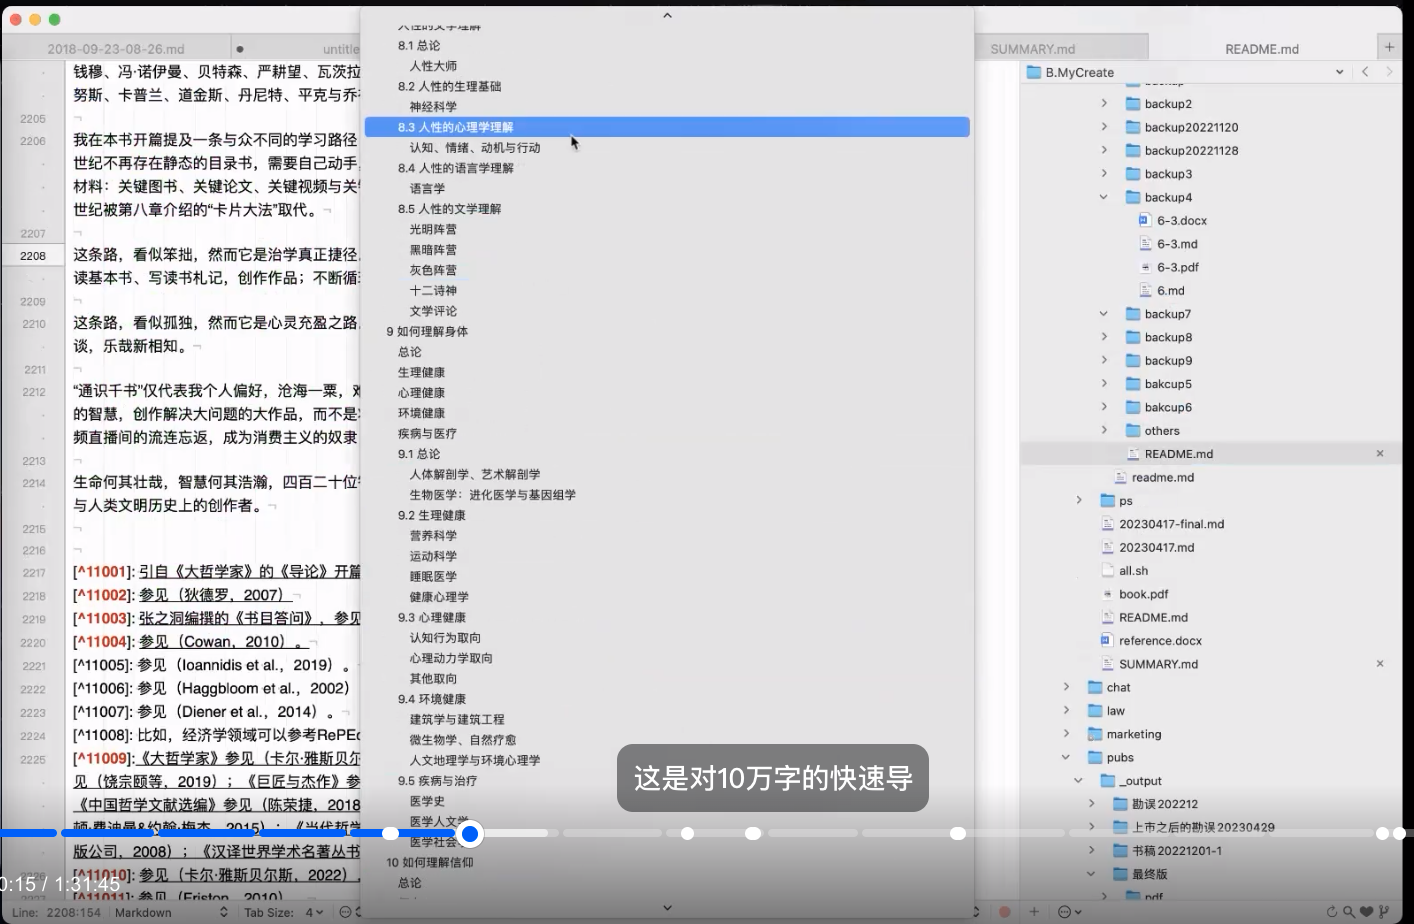 2018-09-23-08-26.md
untitle
SUMMARY.md
README.md
钱穆、冯·诺伊曼、贝特森、严耕望、瓦茨拉
努斯、卡普兰、道金斯、丹尼特、平克与乔
2205
2206
我在本书开篇提及一条与众不同的学习路径
世纪不再存在静态的目录书，需要自己动手
材料：关键图书、关键论文、关键视频与关
世纪被第八章介绍的“卡片大法”取代。
2207
2208
这条路，看似笨拙，然而它是治学真正捷径
读基本书、写读书札记，创作作品；不断循
2209
2210
这条路，看似孤独，然而它是心灵充盈之路
谈，乐哉新相知。
2211
2212
“通识千书”仅代表我个人偏好，沧海一粟，
的智慧，创作解决大问题的大作品，而不是
频直播间的流连忘返，成为消费主义的奴隶
2213
2214
生命何其壮哉，智慧何其浩瀚，四百二十位
与人类文明历史上的创作者。
2215
2216
2217
[^11001]: 引自《大哲学家》的《导论》开篇
2218
[^11002]: 参见（狄德罗，2007）
2219
[^11003]: 张之洞编撰的《书目答问》，参见
2220
[^11004]: 参见（Cowan，2010）。
2221
[^11005]: 参见（Ioannidis et al.，2019）。
2222
[^11006]: 参见（Haggbloom et al.，2002）
2223
[^11007]: 参见（Diener et al.，2014）。
2224
[^11008]: 比如，经济学领域可以参考RePEc
2225
[^11009]:《大哲学家》参见（卡尔·雅斯贝尔
见（饶宗颐等，2019）；《巨匠与杰作》参
《中国哲学文献选编》参见（陈荣捷，2018
版公司，2008）；《汉译世界学术名著丛书
[^11010]: 参见（卡尔·雅斯贝尔斯，2022）
[^11011]: 参见（Friston，2010）
Line: 2208:154
Markdown
Tab Size: 4
人性的文学理解
8.1 总论
人性大师
8.2 人性的生理基础
神经科学
8.3 人性的心理学理解
认知、情绪、动机与行动
8.4 人性的语言学理解
语言学
8.5 人性的文学理解
光明阵营
黑暗阵营
灰色阵营
十二诗神
文学评论
9 如何理解身体
总论
生理健康
心理健康
环境健康
疾病与医疗
9.1 总论
人体解剖学、艺术解剖学
生物医学：进化医学与基因组学
9.2 生理健康
营养科学
运动科学
睡眠医学
健康心理学
9.3 心理健康
认知行为取向
心理动力学取向
其他取向
9.4 环境健康
建筑学与建筑工程
微生物学、自然疗愈
人文地理学与环境心理学
9.5 疾病与治疗
医学史
医学人文
医学社会
10 如何理解信仰
总论
这是对10万字的快速导
0:15 / 1:31:45
B.MyCreate
backup
backup2
backup20221120
backup20221128
backup3
backup4
6-3.docx
6-3.md
6-3.pdf
6.md
backup7
backup8
backup9
bakcup5
bakcup6
others
README.md
readme.md
ps
20230417-final.md
20230417.md
all.sh
book.pdf
README.md
reference.docx
SUMMARY.md
chat
law
marketing
pubs
_output
勘误202212
上市之后的勘误20230429
书稿20221201-1
最终版
pdf